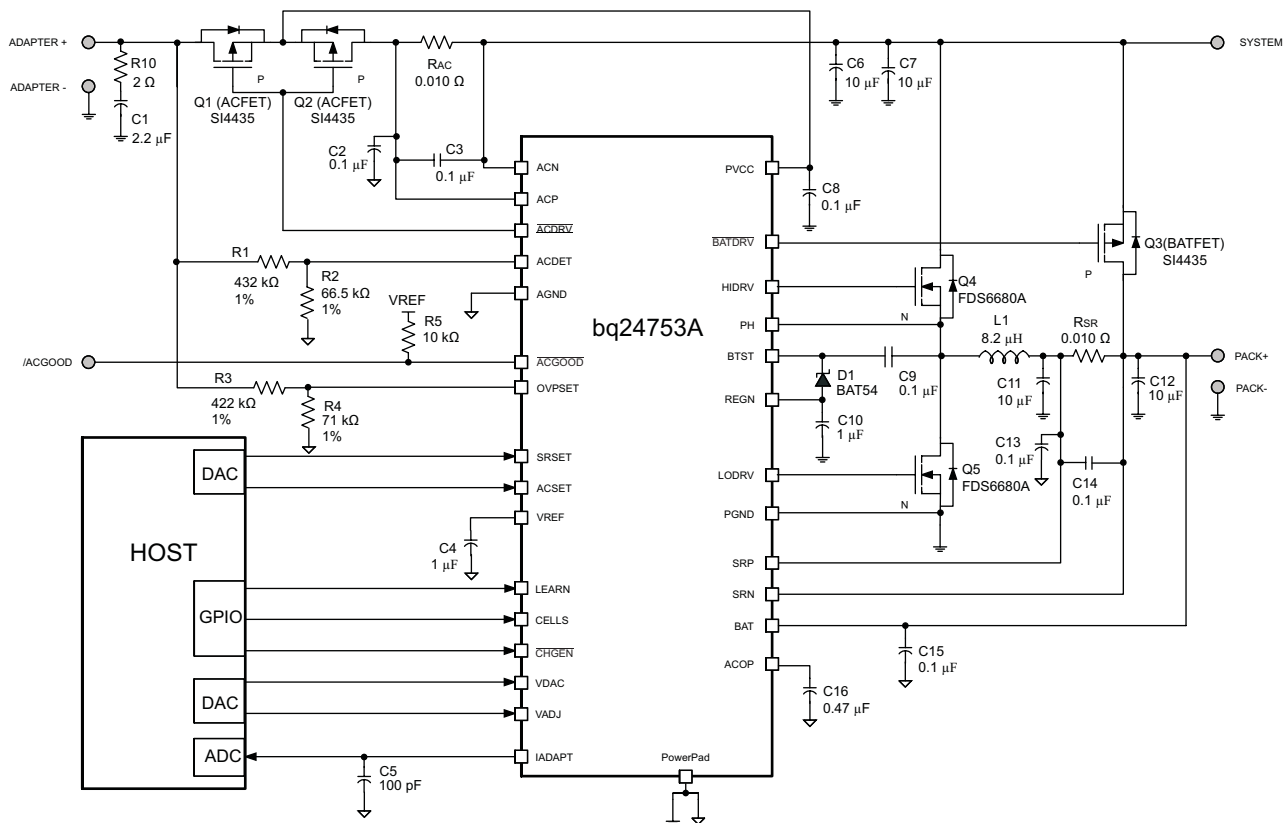 ADAPTER +
ADAPTER -
R10
2 Ω
C1
2.2 µF
P
Q1 (ACFET)
SI4435
P
Q2 (ACFET)
SI4435
RAC
0.010 Ω
C2
0.1 µF
C3
0.1 µF
C6
10 µF
C7
10 µF
SYSTEM
R1
432 kΩ
1%
R2
66.5 kΩ
1%
VREF
R5
10 kΩ
/ACGOOD
R3
422 kΩ
1%
R4
71 kΩ
1%
HOST
DAC
GPIO
DAC
ADC
C4
1 µF
C5
100 pF
ACN
ACP
ACDRV
ACDET
AGND
ACGOOD
OVPSET
SRSET
ACSET
VREF
LEARN
CELLS
CHGEN
VDAC
VADJ
IADAPT
bq24753A
PowerPad
PVCC
BATDRV
HIDRV
PH
BTST
REGN
LODRV
PGND
SRP
SRN
BAT
ACOP
C8
0.1 µF
Q3(BATFET)
SI4435
P
Q4
FDS6680A
N
D1
BAT54
C9
0.1 µF
C10
1 µF
L1
8.2 µH
RSR
0.010 Ω
C11
10 µF
C12
10 µF
PACK+
PACK-
Q5
FDS6680A
N
C13
0.1 µF
C14
0.1 µF
C15
0.1 µF
C16
0.47 µF